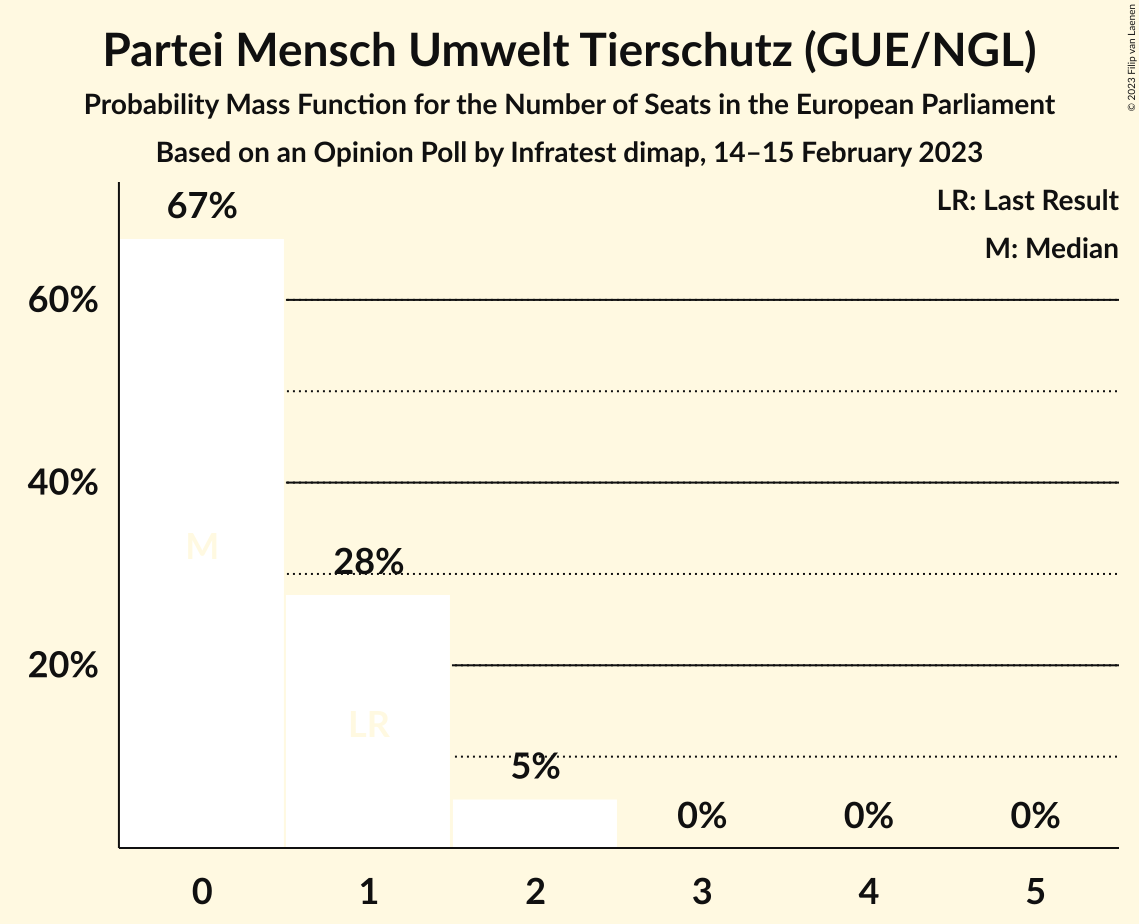 Partei Mensch Umwelt Tierschutz (GUE/NGL)
Probability Mass Function for the Number of Seats in the European Parliament
Based on an Opinion Poll by Infratest dimap, 14–15 February 2023
© 2023 Filip van Laenen
LR: Last Result
M: Median
67%
60%
M
40%
28%
20%
LR
5%
0% 0% 0%
0 1 2 3 4 5